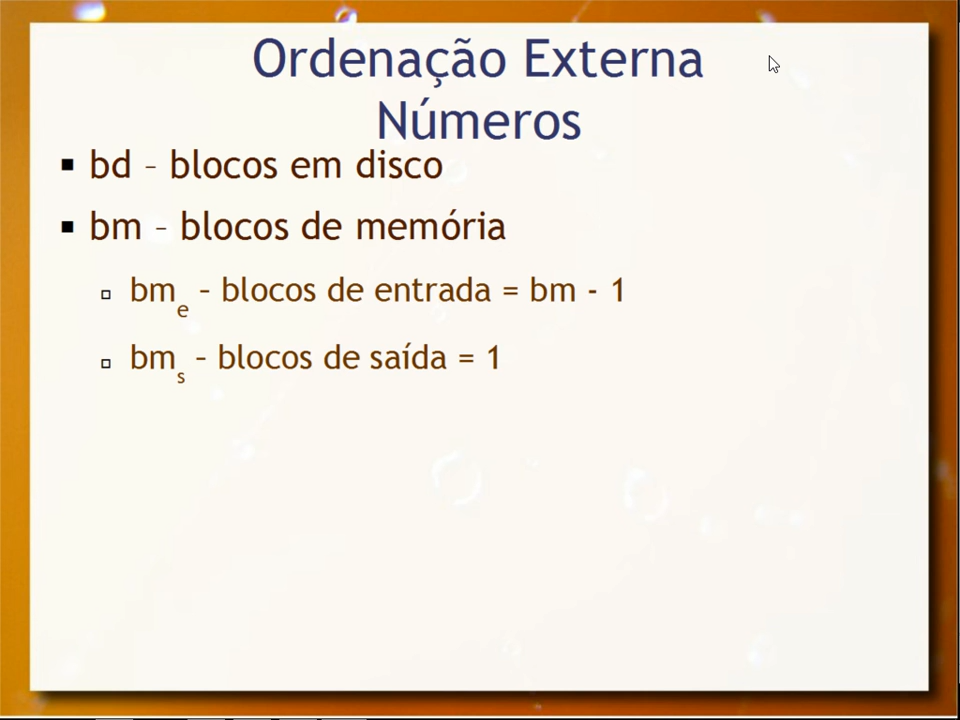 Ordenação Externa
Números
▪ bd – blocos em disco
▪ bm – blocos de memória
▫ bme – blocos de entrada = bm - 1
▫ bms – blocos de saída = 1